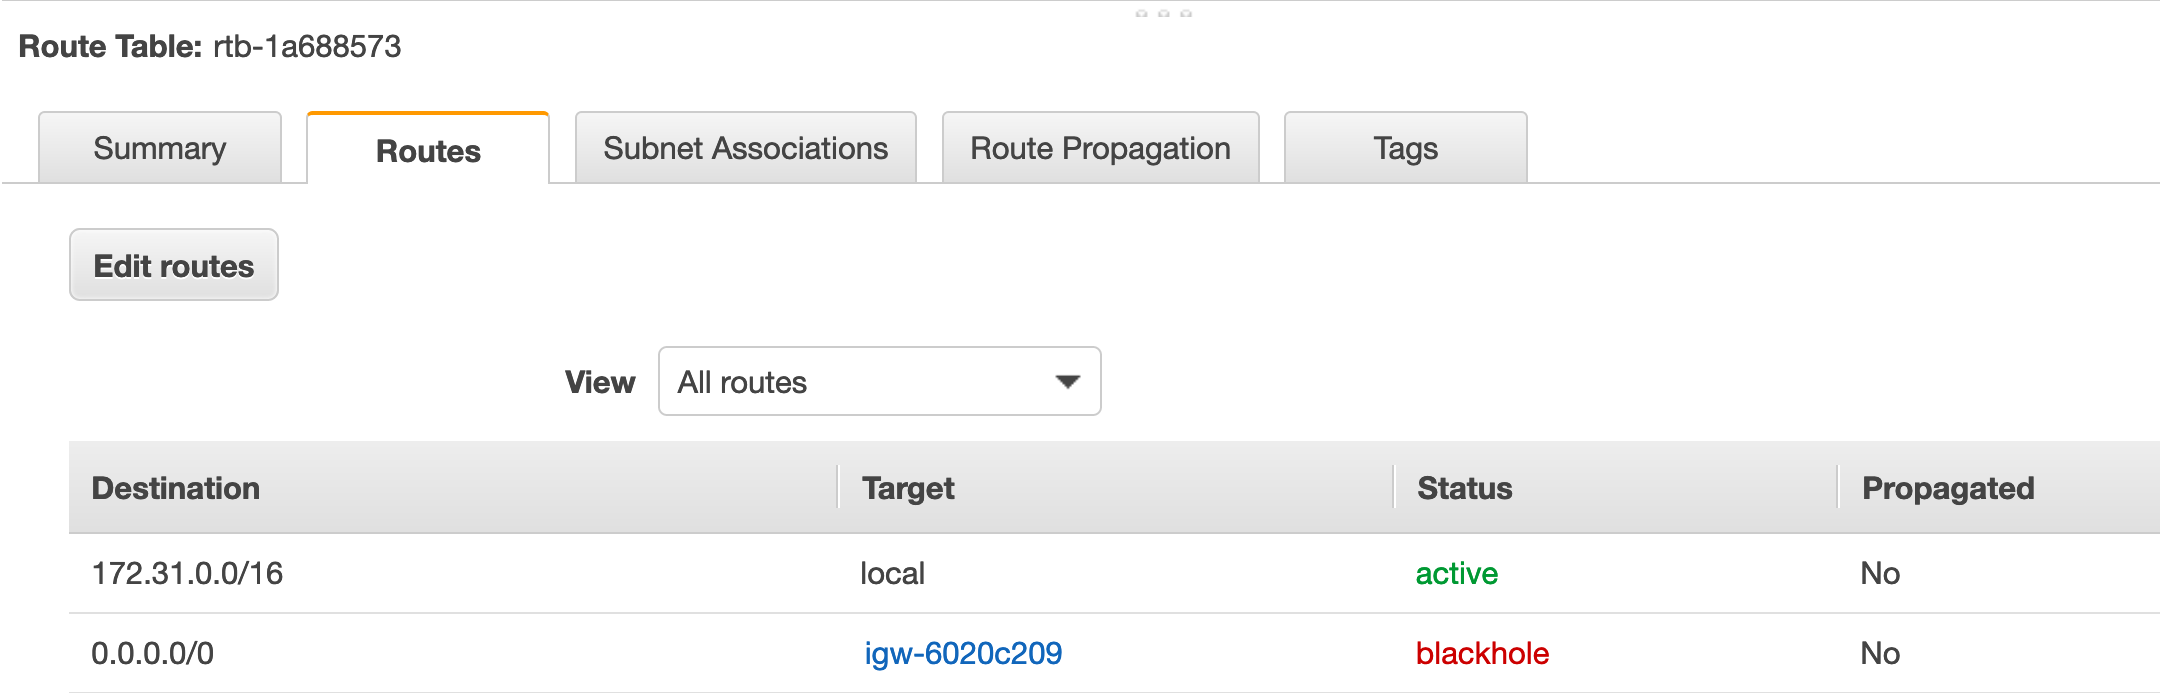 Route Table: rtb-1a688573
Summary Routes Subnet Associations Route Propagation Tags
Edit routes
View All routes
Destination Target Status Propagated
172.31.0.0/16 local active No
0.0.0.0/0 igw-6020c209 blackhole No